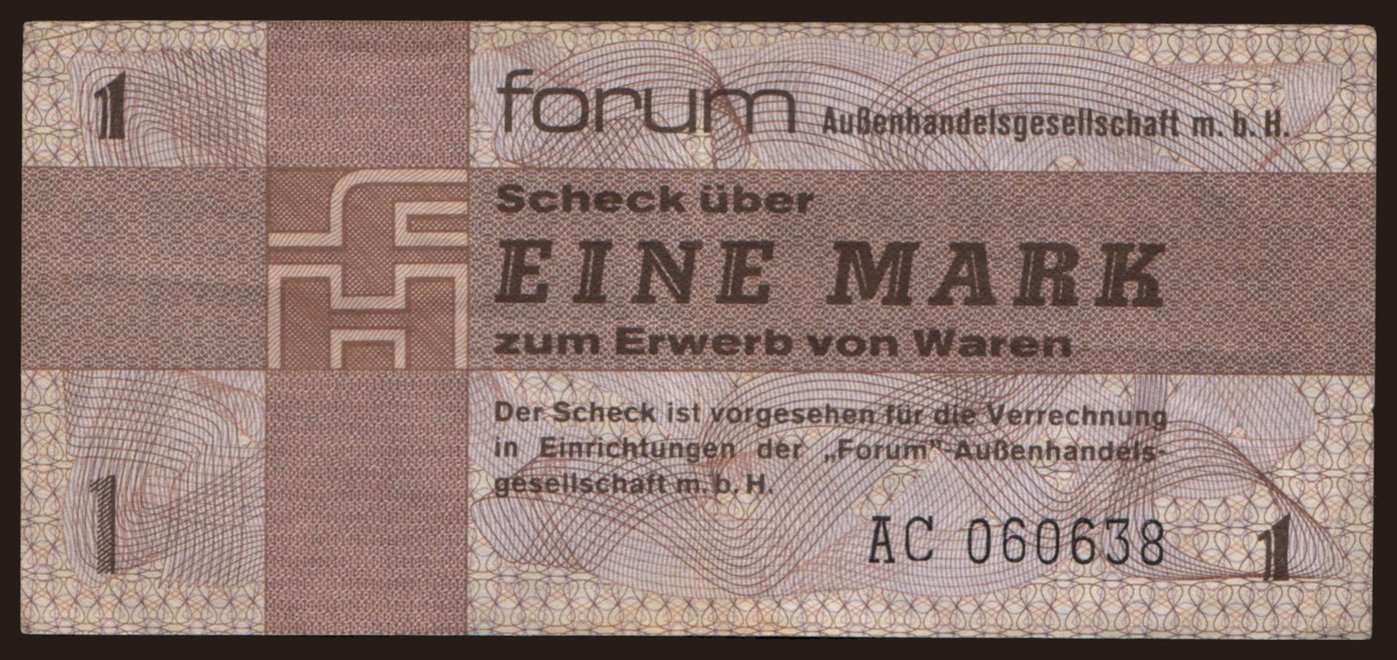 1
forum Außenhandelsgesellschaft m. b. H.
Scheck über
EINE MARK
zum Erwerb von Waren
Der Scheck ist vorgesehen für die Verrechnung
in Einrichtungen der „Forum"-Außenhandels-
gesellschaft m. b. H.
1
AC 060638
1